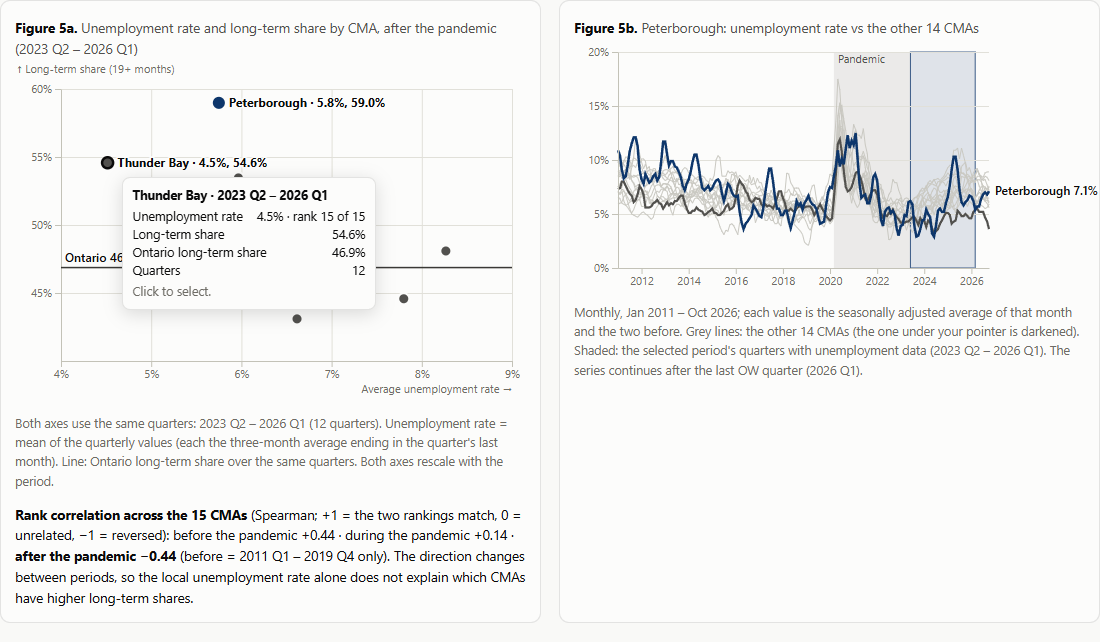 Figure 5a. Unemployment rate and long-term share by CMA, after the pandemic
(2023 Q2 – 2026 Q1)
↑ Long-term share (19+ months)
60%
Peterborough · 5.8%, 59.0%
55%
Thunder Bay · 4.5%, 54.6%
Thunder Bay · 2023 Q2 – 2026 Q1
Unemployment rate 4.5% · rank 15 of 15
50%
Long-term share 54.6%
Ontario long-term share 46.9%
Ontario 46
Quarters 12
Click to select.
45%
4% 5% 6% 7% 8% 9%
Average unemployment rate →
Both axes use the same quarters: 2023 Q2 – 2026 Q1 (12 quarters). Unemployment rate =
mean of the quarterly values (each the three-month average ending in the quarter's last
month). Line: Ontario long-term share over the same quarters. Both axes rescale with the
period.
Rank correlation across the 15 CMAs (Spearman; +1 = the two rankings match, 0 =
unrelated, −1 = reversed): before the pandemic +0.44 · during the pandemic +0.14 ·
after the pandemic −0.44 (before = 2011 Q1 – 2019 Q4 only). The direction changes
between periods, so the local unemployment rate alone does not explain which CMAs
have higher long-term shares.
Figure 5b. Peterborough: unemployment rate vs the other 14 CMAs
20%
Pandemic
15%
10%
Peterborough 7.1%
5%
0%
2012 2014 2016 2018 2020 2022 2024 2026
Monthly, Jan 2011 – Oct 2026; each value is the seasonally adjusted average of that month
and the two before. Grey lines: the other 14 CMAs (the one under your pointer is darkened).
Shaded: the selected period's quarters with unemployment data (2023 Q2 – 2026 Q1). The
series continues after the last OW quarter (2026 Q1).